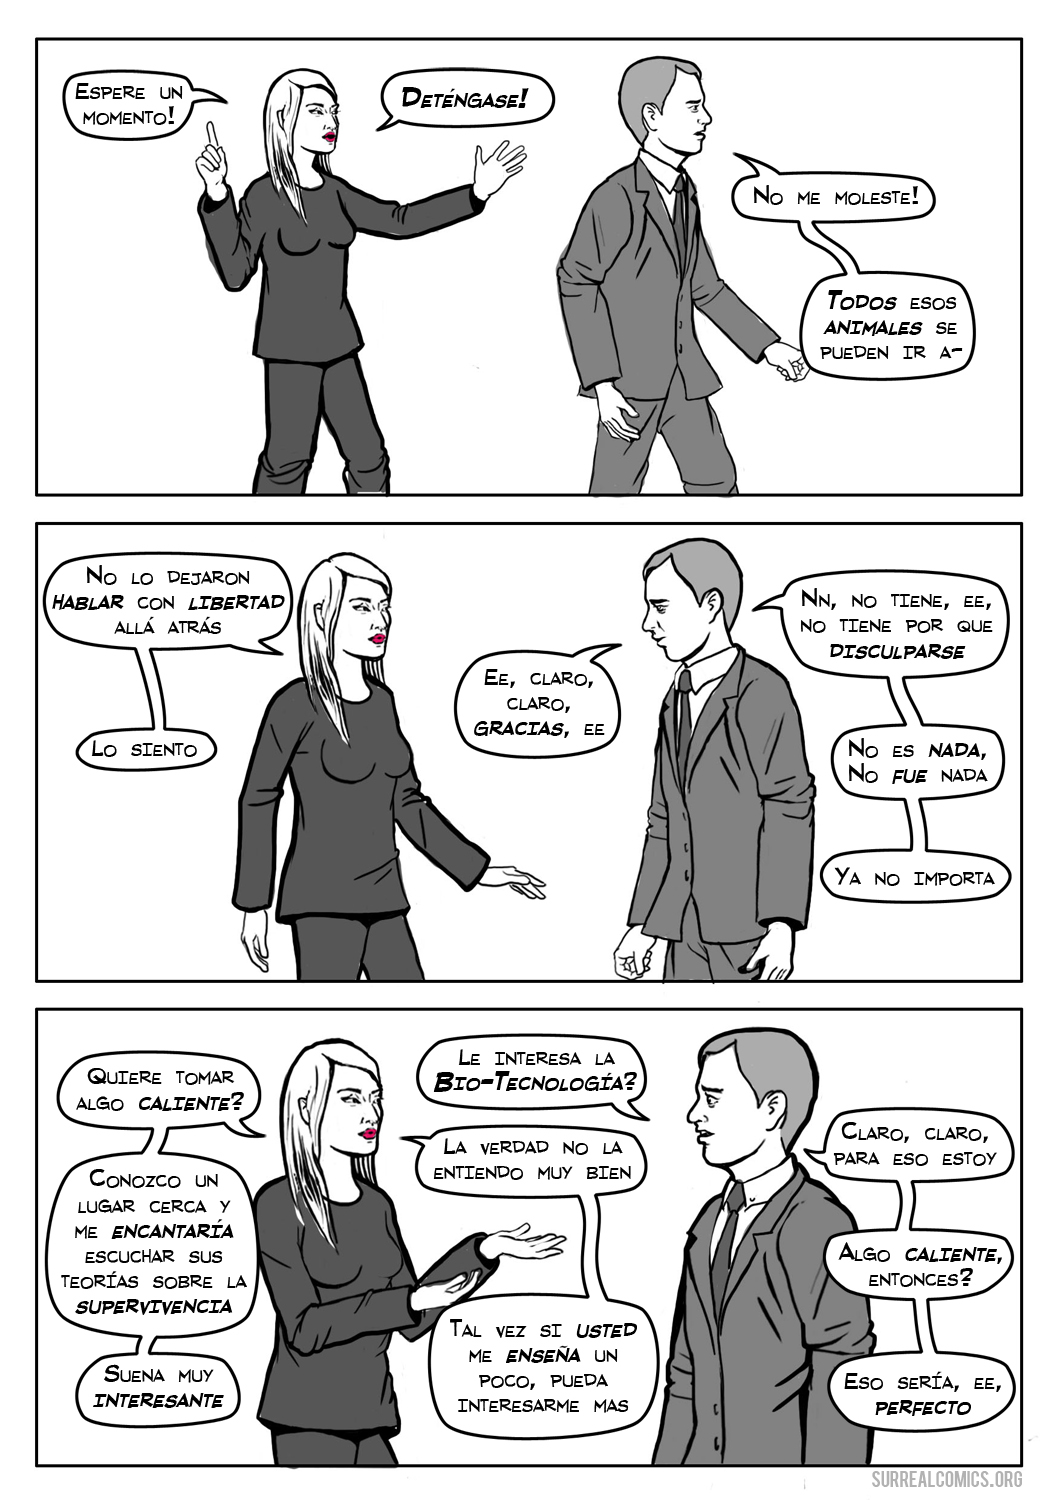 Espere un
momento!
Deténgase!
No me moleste!
Todos esos
animales se
pueden ir a-
No lo dejaron
hablar con libertad
allá atrás
Lo siento
Ee, claro,
claro,
gracias, ee
Nn, no tiene, ee,
no tiene por que
disculparse
No es nada,
No fue nada
Ya no importa
Quiere tomar
algo caliente?
Conozco un
lugar cerca y
me encantaría
escuchar sus
teorías sobre la
supervivencia
Suena muy
interesante
Le interesa la
Bio-Tecnología?
La verdad no la
entiendo muy bien
Tal vez si usted
me enseña un
poco, pueda
interesarme mas
Claro, claro,
para eso estoy
Algo caliente,
entonces?
Eso sería, ee,
perfecto
SURREALCOMICS.ORG